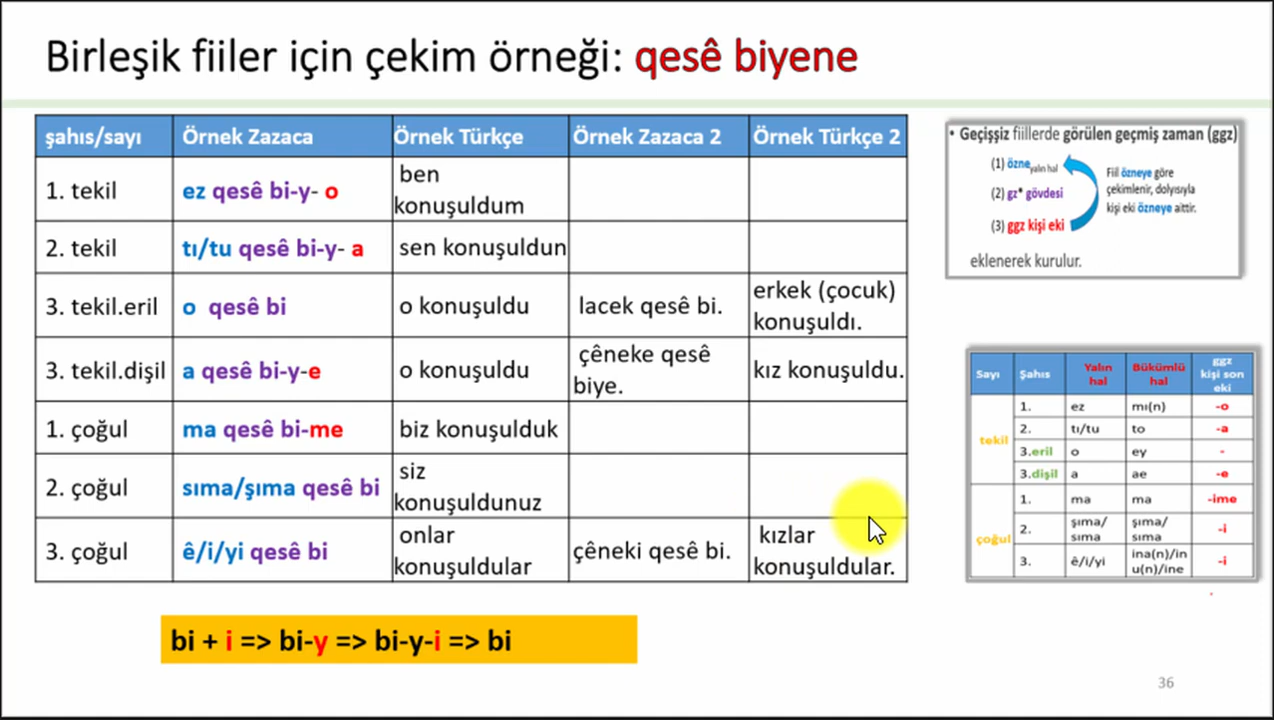 Birleşik fiiler için çekim örneği: qesê biyene
şahıs/sayı Örnek Zazaca Örnek Türkçe Örnek Zazaca 2 Örnek Türkçe 2
1. tekil ez qesê bi-y- o ben
konuşuldum
2. tekil tı/tu qesê bi-y- a sen konuşuldun
3. tekil.eril o qesê bi o konuşuldu lacek qesê bi. erkek (çocuk)
konuşuldı.
3. tekil.dişil a qesê bi-y-e o konuşuldu çêneke qesê
biye. kız konuşuldu.
1. çoğul ma qesê bi-me biz konuşulduk
2. çoğul sıma/şıma qesê bi siz
konuşuldunuz
3. çoğul ê/i/yi qesê bi onlar
konuşuldular çêneki qesê bi. kızlar
konuşuldular.
bi + i => bi-y => bi-y-i => bi
• Geçişsiz fiillerde görülen geçmiş zaman (ggz)
(1) özne yalın hal
(2) gz* gövdesi
(3) ggz kişi eki
Fiil özneye göre
çekimlenir, dolyısıyla
kişi eki özneye aittir.
eklenerek kurulur.
Sayı Şahıs Yalın
hal Bükümlü
hal ggz
kişi son
eki
tekil
1. ez mı(n) -o
2. tı/tu to -a
3.eril o ey -
3.dişil a ae -e
çoğul
1. ma ma -ime
2. şıma/
sıma şıma/
sıma -i
3. ê/i/yi ina(n)/in
u(n)/ine -i
36